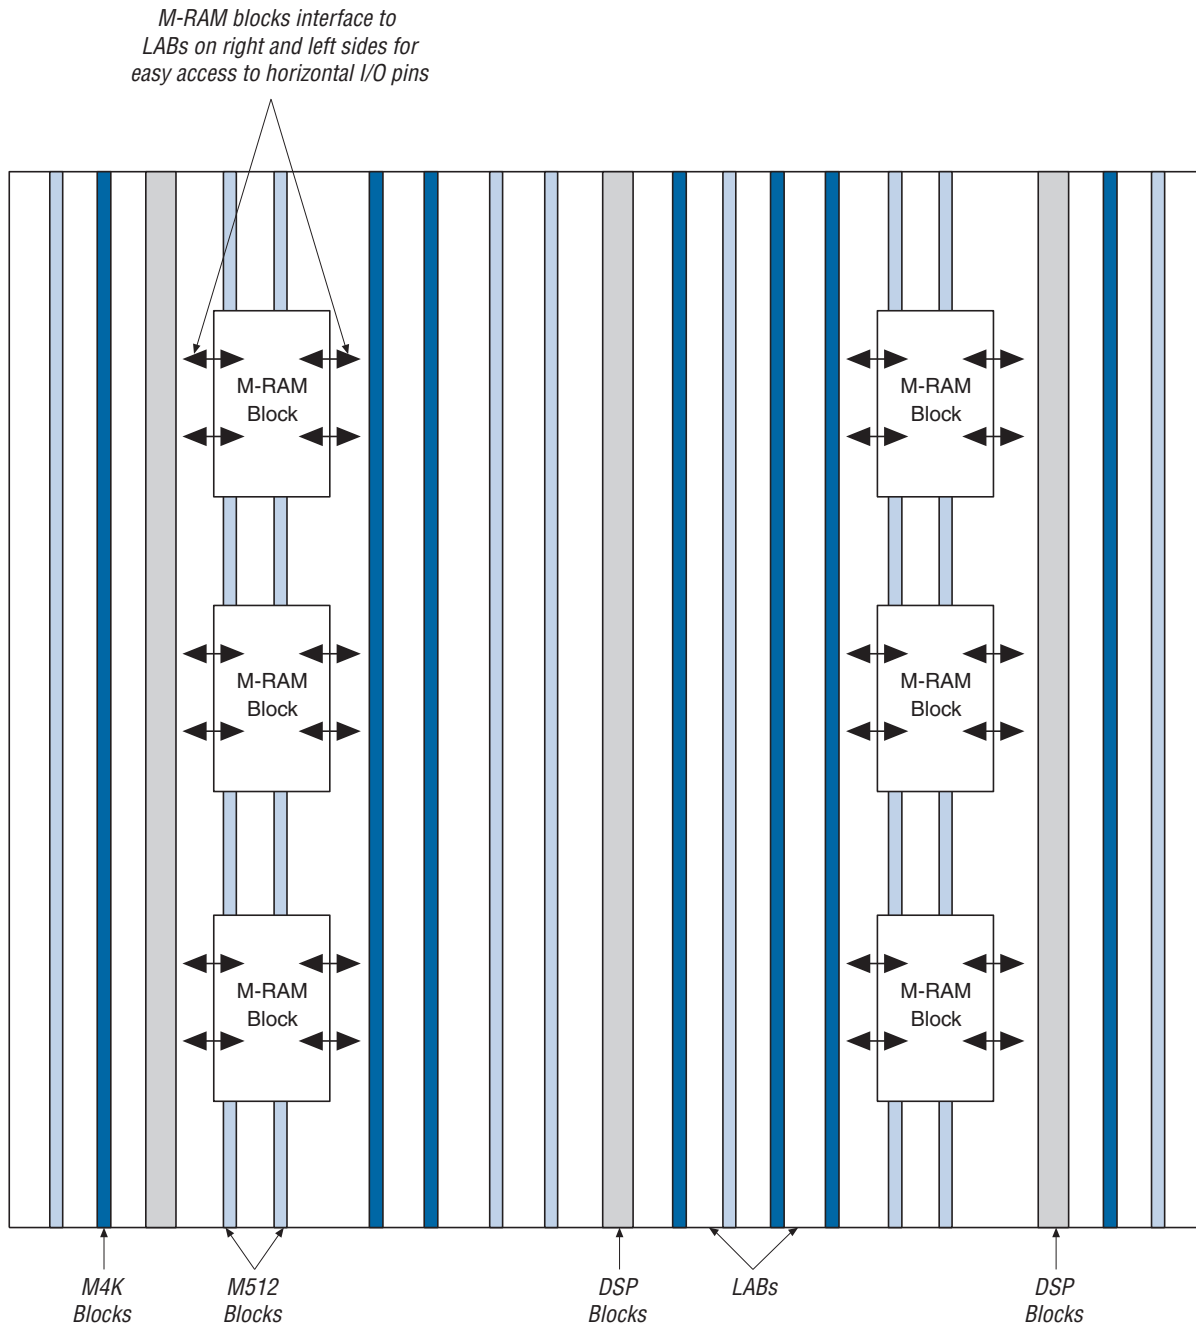 M-RAM blocks interface to
LABs on right and left sides for
easy access to horizontal I/O pins
M-RAM
Block
M-RAM
Block
M-RAM
Block
M-RAM
Block
M-RAM
Block
M-RAM
Block
M4K
Blocks
M512
Blocks
DSP
Blocks
LABs
DSP
Blocks